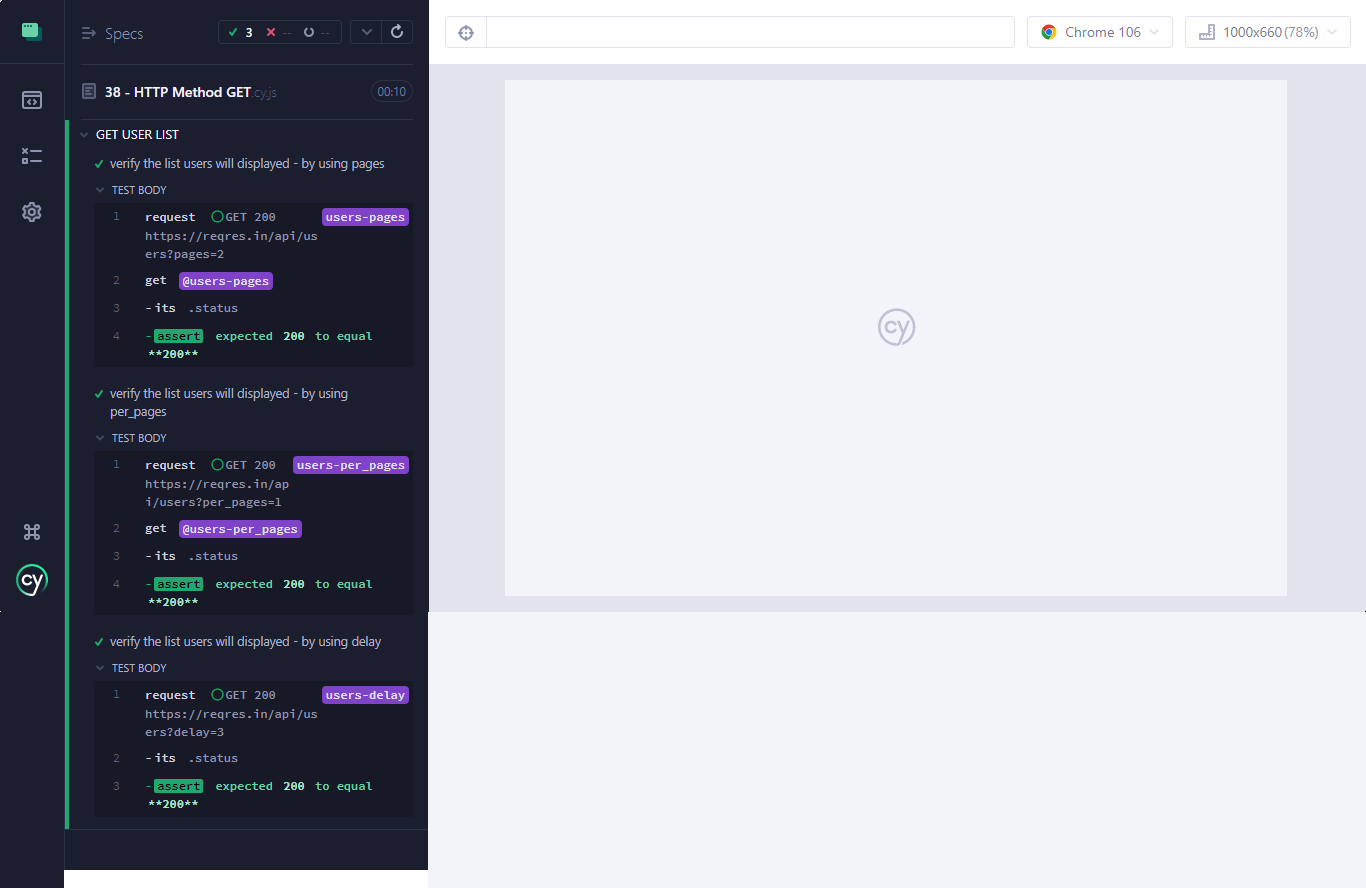 Specs
3 -- --
Chrome 106
1000x660 (78%)
38 - HTTP Method GET.cy.js
00:10
GET USER LIST
verify the list users will displayed - by using pages
TEST BODY
1 request GET 200 users-pages
https://reqres.in/api/us
ers?pages=2
2 get @users-pages
3 -its .status
4 -assert expected 200 to equal
**200**
verify the list users will displayed - by using
per_pages
TEST BODY
1 request GET 200 users-per_pages
https://reqres.in/ap
i/users?per_pages=1
2 get @users-per_pages
3 -its .status
4 -assert expected 200 to equal
**200**
verify the list users will displayed - by using delay
TEST BODY
1 request GET 200 users-delay
https://reqres.in/api/us
ers?delay=3
2 -its .status
3 -assert expected 200 to equal
**200**
cy
cy